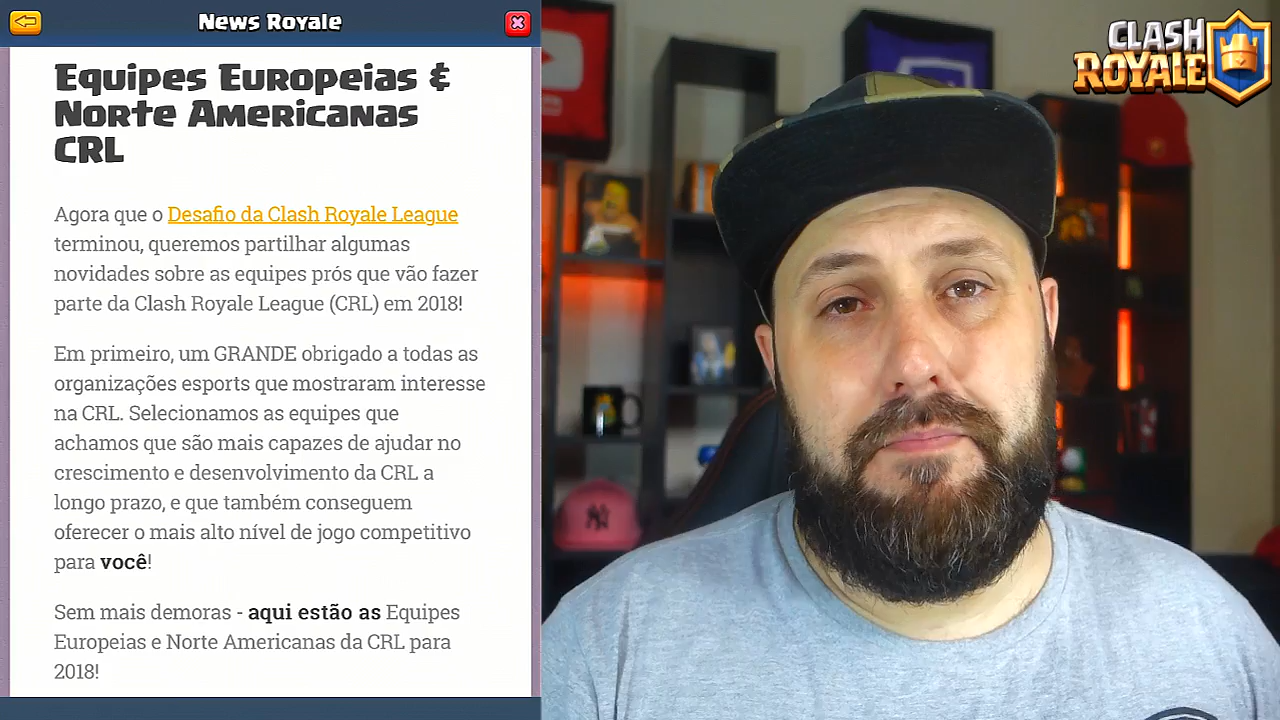 News Royale
Equipes Europeias &
Norte Americanas
CRL
Agora que o Desafio da Clash Royale League
terminou, queremos partilhar algumas
novidades sobre as equipes prós que vão fazer
parte da Clash Royale League (CRL) em 2018!
Em primeiro, um GRANDE obrigado a todas as
organizações esports que mostraram interesse
na CRL. Selecionamos as equipes que
achamos que são mais capazes de ajudar no
crescimento e desenvolvimento da CRL a
longo prazo, e que também conseguem
oferecer o mais alto nível de jogo competitivo
para você!
Sem mais demoras - aqui estão as Equipes
Europeias e Norte Americanas da CRL para
2018!
CLASH
ROYALE
NY